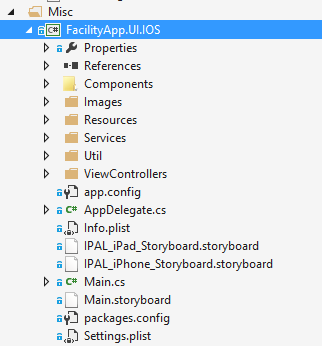 Misc
C# FacilityApp.UI.IOS
Properties
References
Components
Images
Resources
Services
Util
ViewControllers
app.config
C# AppDelegate.cs
Info.plist
IPAL_iPad_Storyboard.storyboard
IPAL_iPhone_Storyboard.storyboard
C# Main.cs
Main.storyboard
packages.config
Settings.plist